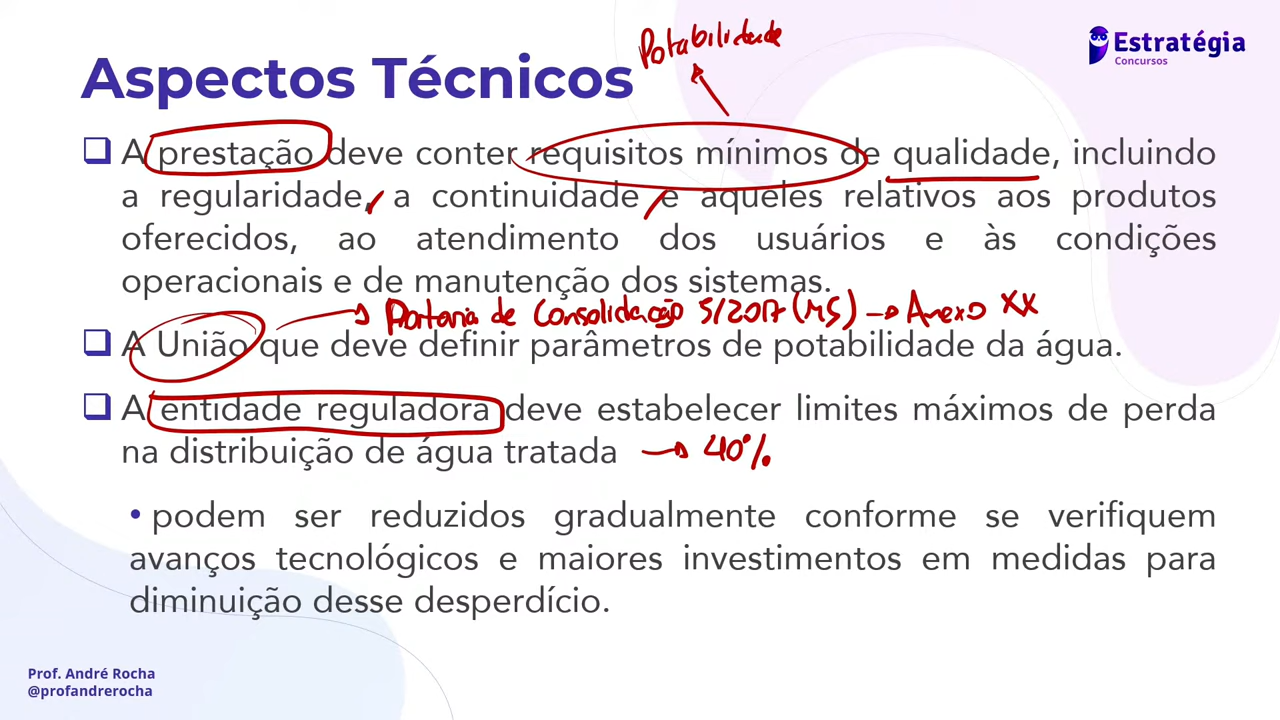 Potabilidade
Estratégia
Concursos
Aspectos Técnicos
A prestação deve conter requisitos mínimos de qualidade, incluindo
a regularidade, a continuidade e aqueles relativos aos produtos
oferecidos, ao atendimento dos usuários e às condições
operacionais e de manutenção dos sistemas.
Portaria de Consolidação 5/2017 (MS) → Anexo XX
A União que deve definir parâmetros de potabilidade da água.
A entidade reguladora deve estabelecer limites máximos de perda
na distribuição de água tratada → 40%
• podem ser reduzidos gradualmente conforme se verifiquem
avanços tecnológicos e maiores investimentos em medidas para
diminuição desse desperdício.
Prof. André Rocha
@profandrerocha